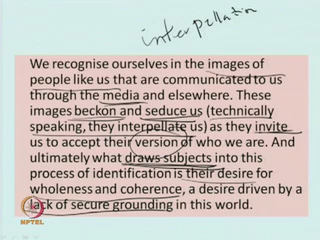 interpellation
We recognise ourselves in the images of
people like us that are communicated to us
through the media and elsewhere. These
images beckon and seduce us (technically
speaking, they interpellate us) as they invite
us to accept their version of who we are. And
ultimately what draws subjects into this
process of identification is their desire for
wholeness and coherence, a desire driven by a
lack of secure grounding in this world.
NPTEL